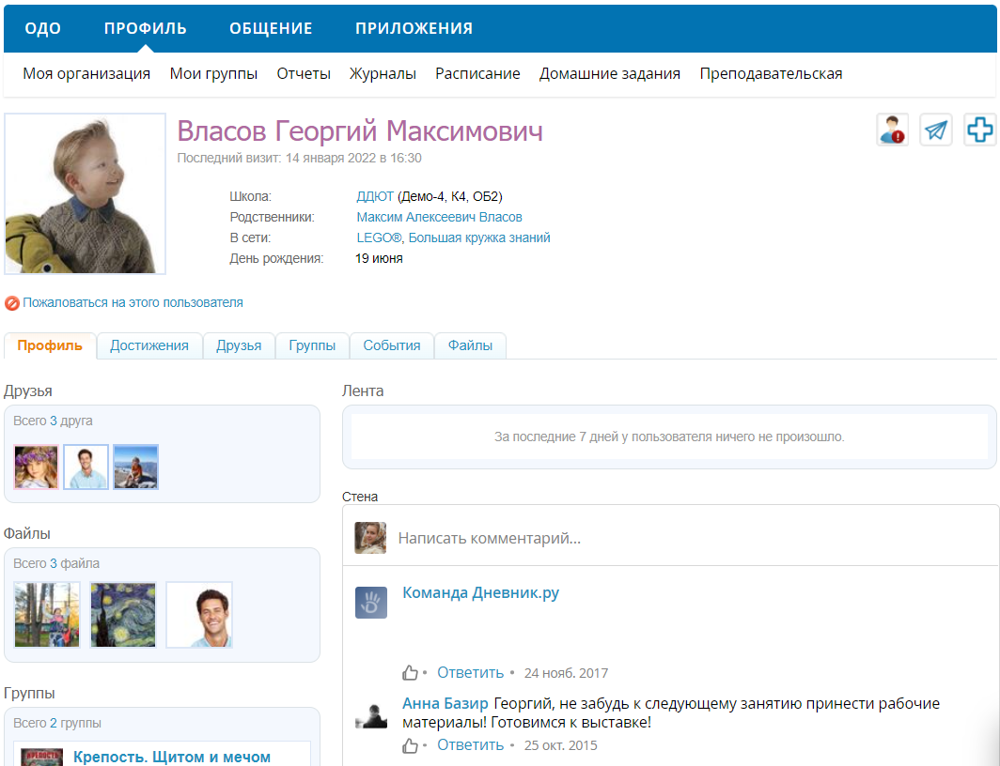 ОДО ПРОФИЛЬ ОБЩЕНИЕ ПРИЛОЖЕНИЯ
Моя организация Мои группы Отчеты Журналы Расписание Домашние задания Преподавательская
Власов Георгий Максимович
Последний визит: 14 января 2022 в 16:30
Школа: ДДЮТ (Демо-4, К4, ОБ2)
Родственники: Максим Алексеевич Власов
В сети: LEGO®, Большая кружка знаний
День рождения: 19 июня
Пожаловаться на этого пользователя
Профиль Достижения Друзья Группы События Файлы
Друзья
Всего 3 друга
Файлы
Всего 3 файла
Группы
Всего 2 группы
КРЕПОСТЬ
Крепость. Щитом и мечом
Лента
За последние 7 дней у пользователя ничего не произошло.
Стена
Написать комментарий...
Команда Дневник.ру
• Ответить • 24 нояб. 2017
Анна Базир Георгий, не забудь к следующему занятию принести рабочие
материалы! Готовимся к выставке!
• Ответить • 25 окт. 2015